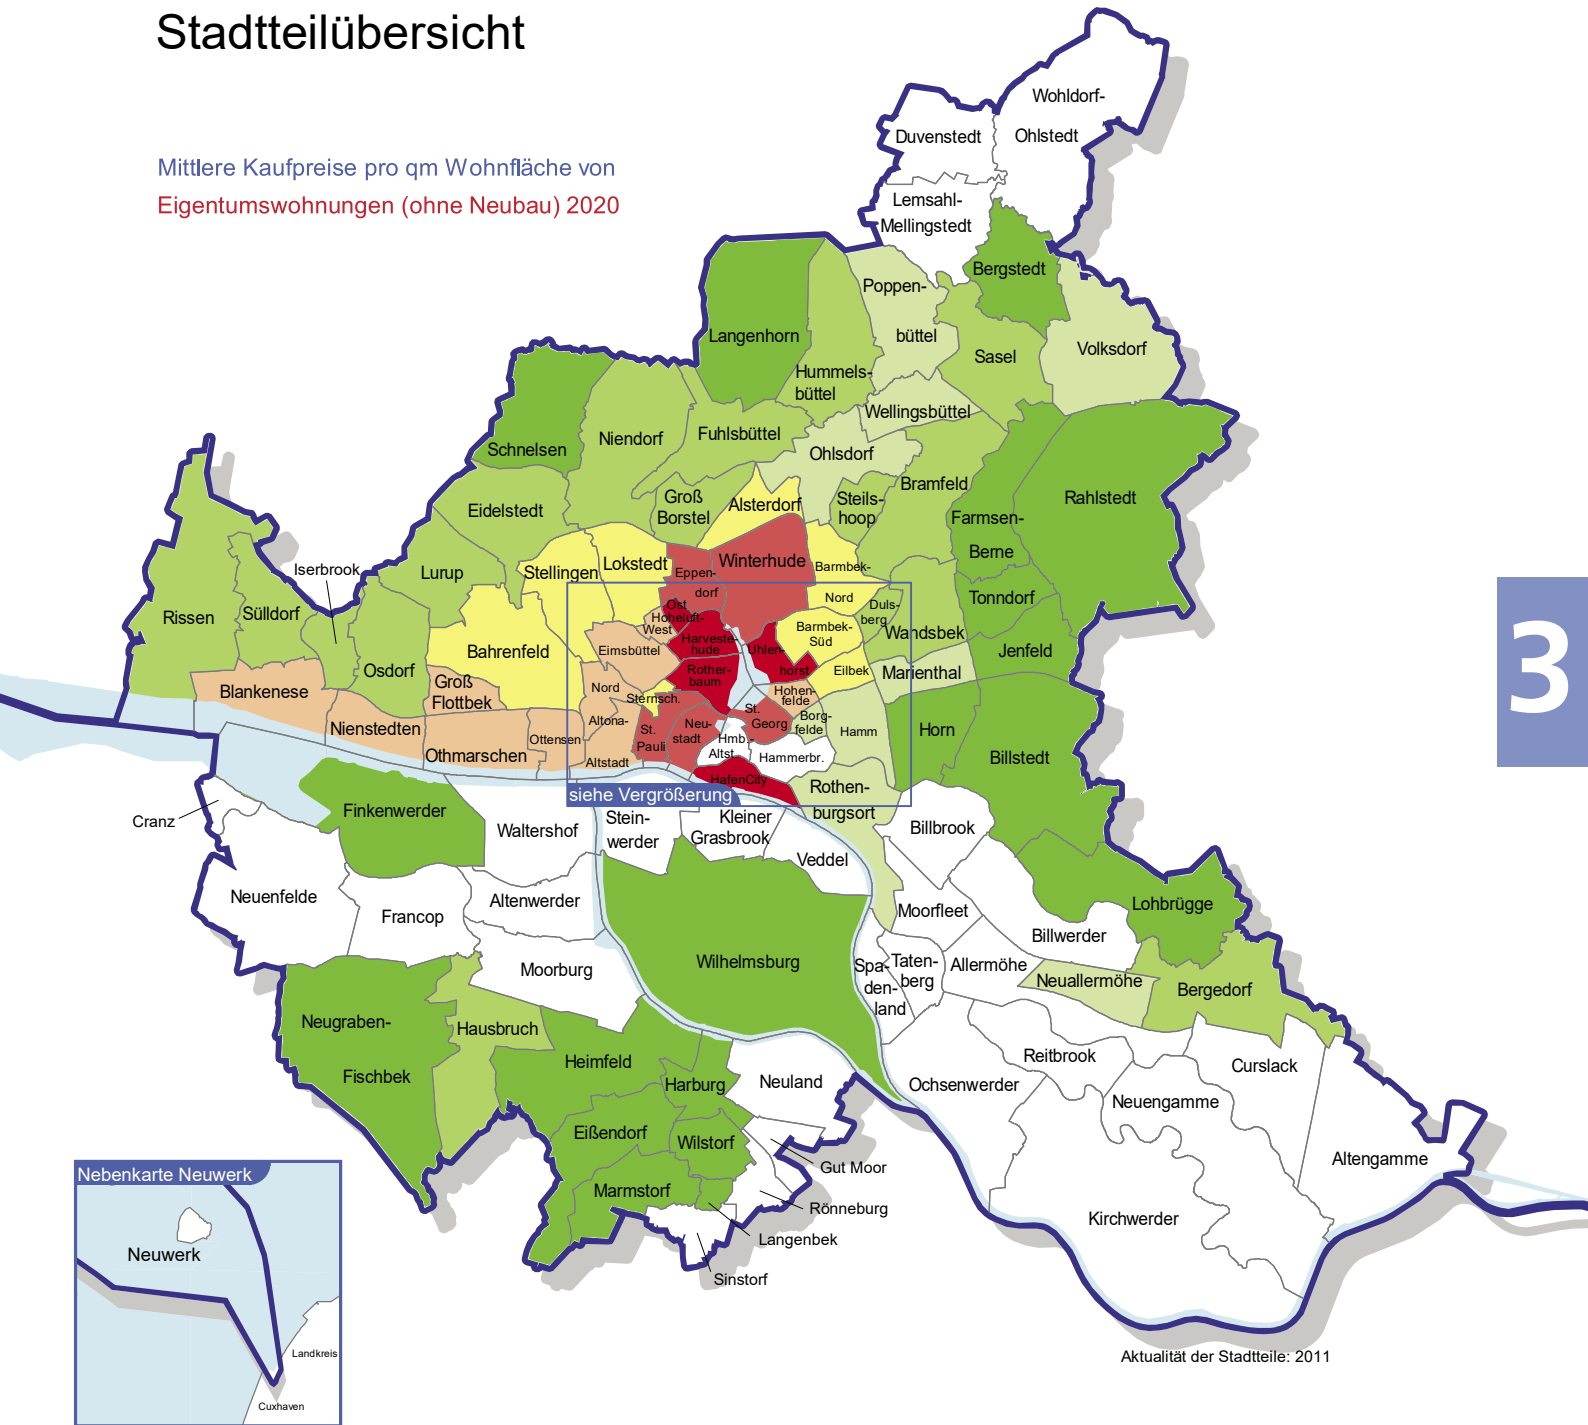 Stadtteilübersicht
Mittlere Kaufpreise pro qm Wohnfläche von
Eigentumswohnungen (ohne Neubau) 2020
Wohldorf-
Ohlstedt
Duvenstedt
Lemsahl-
Mellingstedt
Bergstedt
Poppen-
büttel
Langenhorn
Sasel
Volksdorf
Hummels-
büttel
Wellingsbüttel
Schnelsen
Niendorf
Fuhlsbüttel
Ohlsdorf
Bramfeld
Rahlstedt
Eidelstedt
Groß
Borstel
Alsterdorf
Steils-
hoop
Farmsen-
Berne
Iserbrook
Lurup
Stellingen
Lokstedt
Eppen-
dorf
Winterhude
Barmbek-
Nord
Tonndorf
Rissen
Sülldorf
Osdorf
Bahrenfeld
Ost
Hoheluft-
West
Harveste-
hude
Uhlen-
horst
Barmbek-
Süd
Duls-
berg
Wandsbek
Jenfeld
Eimsbüttel
Rother-
baum
Eilbek
Marienthal
Blankenese
Groß
Flottbek
Nord
Altona-
Altstadt
Sternsch.
Hohen-
felde
Nienstedten
Othmarschen
Ottensen
St.
Pauli
Neu-
stadt
St.
Georg
Borg-
felde
Hamm
Horn
Billstedt
Hmb.-
Altst.
Hammerbr.
HafenCity
siehe Vergrößerung
Rothen-
burgsort
3
Finkenwerder
Cranz
Waltershof
Stein-
werder
Kleiner
Grasbrook
Veddel
Billbrook
Neuenfelde
Francop
Altenwerder
Moorfleet
Lohbrügge
Billwerder
Moorburg
Wilhelmsburg
Spa-
den-
land
Taten-
berg
Allermöhe
Neuallermöhe
Bergedorf
Neugraben-
Fischbek
Hausbruch
Heimfeld
Harburg
Neuland
Ochsenwerder
Reitbrook
Curslack
Neuengamme
Eißendorf
Wilstorf
Gut Moor
Altengamme
Marmstorf
Rönneburg
Kirchwerder
Langenbek
Sinstorf
Nebenkarte Neuwerk
Neuwerk
Landkreis
Cuxhaven
Aktualität der Stadtteile: 2011